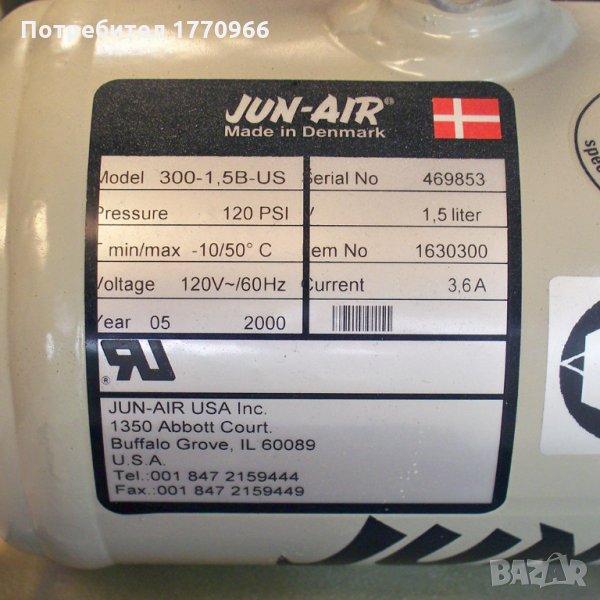 Потребител 1770966
JUN-AIR®
Made in Denmark
Model 300-1,5B-US Serial No 469853
Pressure 120 PSI V 1,5 liter
T min/max -10/50° C Item No 1630300
Voltage 120V~/60Hz Current 3,6A
Year 05 2000
®
JUN-AIR USA Inc.
1350 Abbott Court.
Buffalo Grove, IL 60089
U.S.A.
Tel.:001 847 2159444
Fax.:001 847 2159449
BAZAR